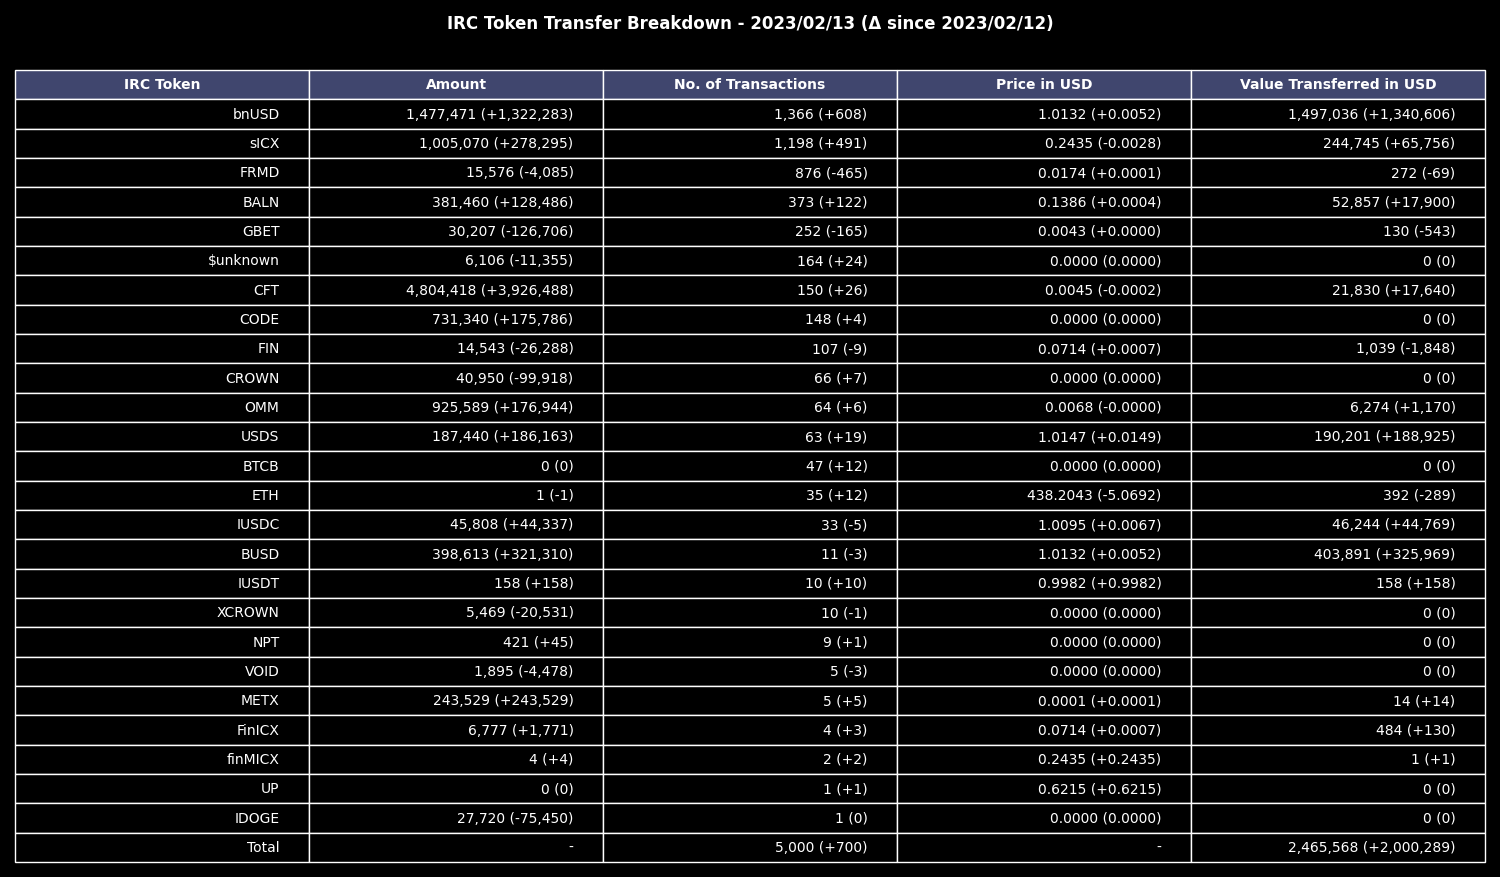 IRC Token Transfer Breakdown - 2023/02/13 (Δ since 2023/02/12)
IRC Token Amount No. of Transactions Price in USD Value Transferred in USD
bnUSD 1,477,471 (+1,322,283) 1,366 (+608) 1.0132 (+0.0052) 1,497,036 (+1,340,606)
sICX 1,005,070 (+278,295) 1,198 (+491) 0.2435 (-0.0028) 244,745 (+65,756)
FRMD 15,576 (-4,085) 876 (-465) 0.0174 (+0.0001) 272 (-69)
BALN 381,460 (+128,486) 373 (+122) 0.1386 (+0.0004) 52,857 (+17,900)
GBET 30,207 (-126,706) 252 (-165) 0.0043 (+0.0000) 130 (-543)
$unknown 6,106 (-11,355) 164 (+24) 0.0000 (0.0000) 0 (0)
CFT 4,804,418 (+3,926,488) 150 (+26) 0.0045 (-0.0002) 21,830 (+17,640)
CODE 731,340 (+175,786) 148 (+4) 0.0000 (0.0000) 0 (0)
FIN 14,543 (-26,288) 107 (-9) 0.0714 (+0.0007) 1,039 (-1,848)
CROWN 40,950 (-99,918) 66 (+7) 0.0000 (0.0000) 0 (0)
OMM 925,589 (+176,944) 64 (+6) 0.0068 (-0.0000) 6,274 (+1,170)
USDS 187,440 (+186,163) 63 (+19) 1.0147 (+0.0149) 190,201 (+188,925)
BTCB 0 (0) 47 (+12) 0.0000 (0.0000) 0 (0)
ETH 1 (-1) 35 (+12) 438.2043 (-5.0692) 392 (-289)
IUSDC 45,808 (+44,337) 33 (-5) 1.0095 (+0.0067) 46,244 (+44,769)
BUSD 398,613 (+321,310) 11 (-3) 1.0132 (+0.0052) 403,891 (+325,969)
IUSDT 158 (+158) 10 (+10) 0.9982 (+0.9982) 158 (+158)
XCROWN 5,469 (-20,531) 10 (-1) 0.0000 (0.0000) 0 (0)
NPT 421 (+45) 9 (+1) 0.0000 (0.0000) 0 (0)
VOID 1,895 (-4,478) 5 (-3) 0.0000 (0.0000) 0 (0)
METX 243,529 (+243,529) 5 (+5) 0.0001 (+0.0001) 14 (+14)
FinICX 6,777 (+1,771) 4 (+3) 0.0714 (+0.0007) 484 (+130)
finMICX 4 (+4) 2 (+2) 0.2435 (+0.2435) 1 (+1)
UP 0 (0) 1 (+1) 0.6215 (+0.6215) 0 (0)
IDOGE 27,720 (-75,450) 1 (0) 0.0000 (0.0000) 0 (0)
Total - 5,000 (+700) - 2,465,568 (+2,000,289)